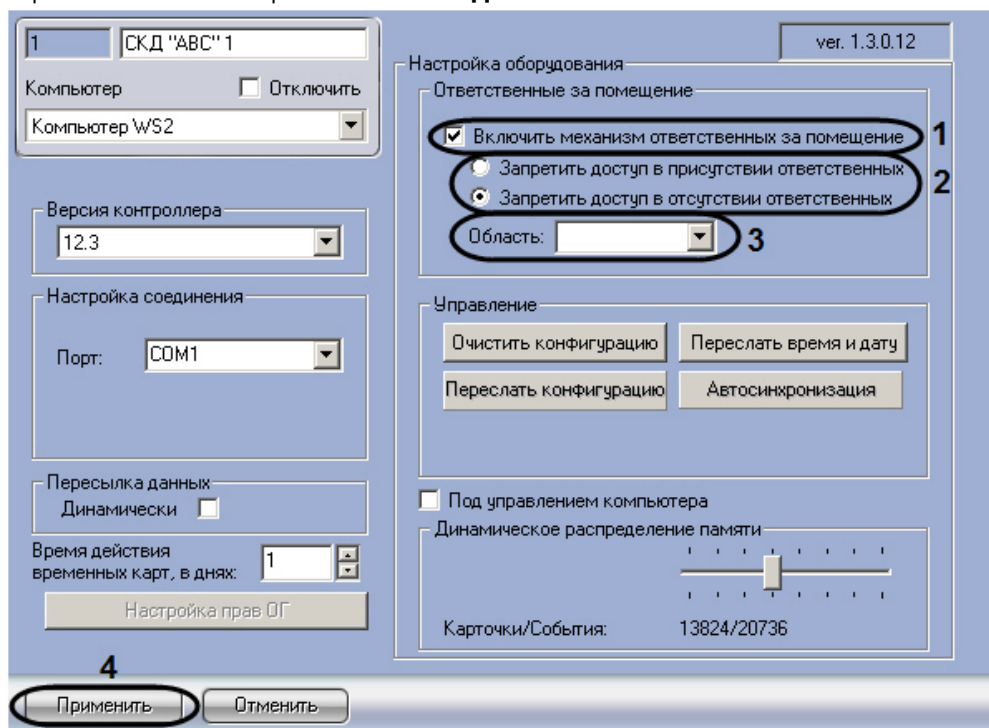 1
СКД "ABC" 1
Компьютер
Отключить
Компьютер WS2
Версия контроллера
12.3
Настройка соединения
Порт:
COM1
Пересылка данных
Динамически
Время действия
временных карт, в днях:
1
Настройка прав ОГ
ver. 1.3.0.12
Настройка оборудования
Ответственные за помещение
Включить механизм ответственных за помещение
1
Запретить доступ в присутствии ответственных
Запретить доступ в отсутствии ответственных
2
Область:
3
Управление
Очистить конфигурацию
Переслать время и дату
Переслать конфигурацию
Автосинхронизация
Под управлением компьютера
Динамическое распределение памяти
Карточки/События:
13824/20736
4
Применить
Отменить